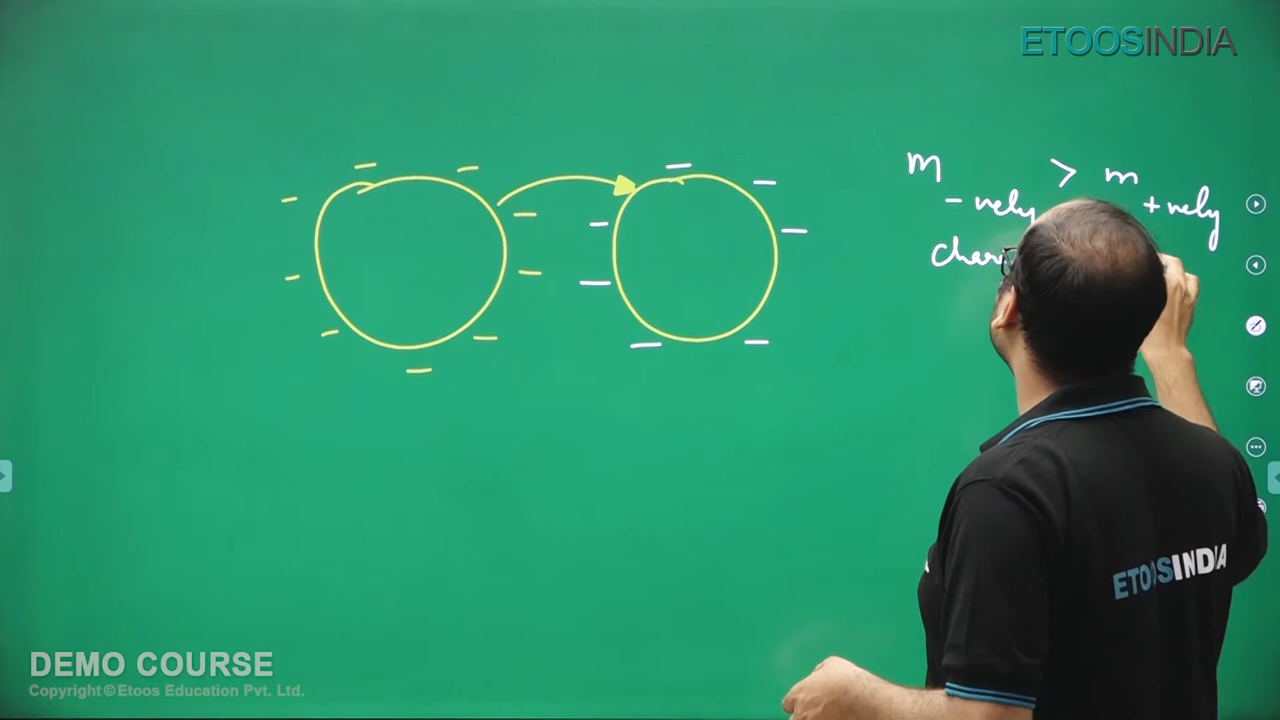 ETOOSINDIA
m > m
-vely +vely
ETOOSINDIA
DEMO COURSE
Copyright © Etoos Education Pvt. Ltd.